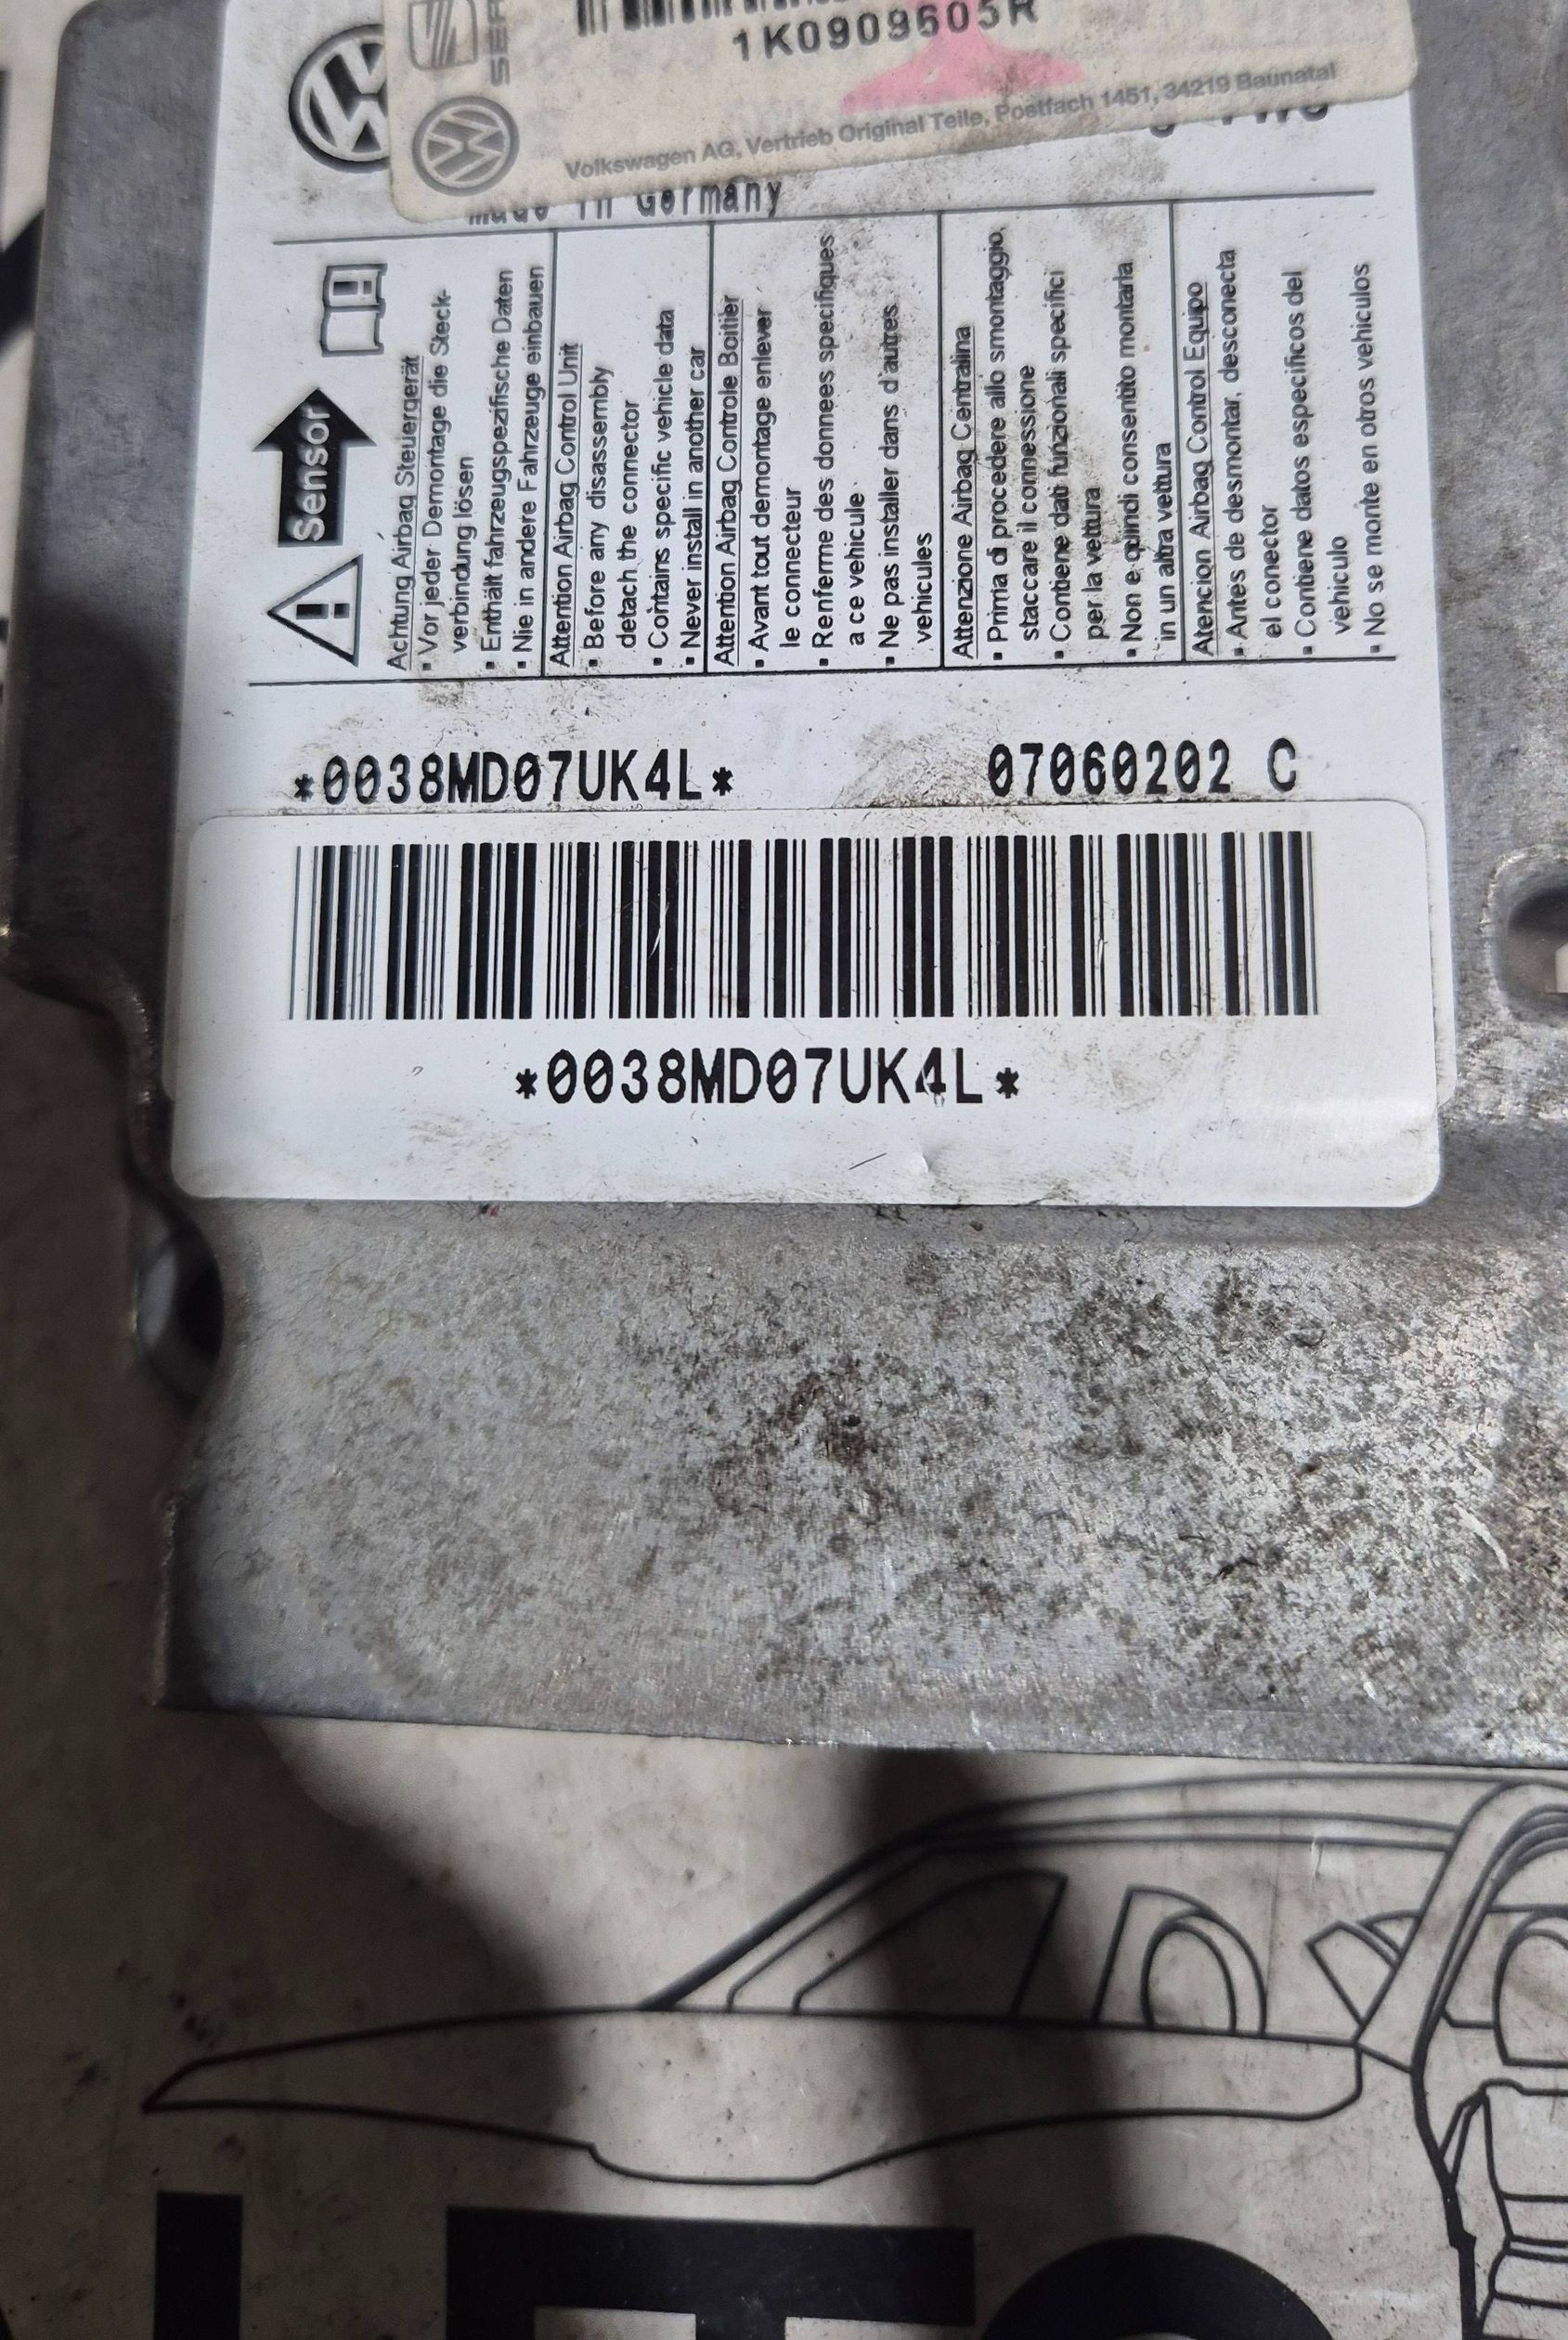 SER
1K0909605R
Volkswagen AG, Vertrieb Original Teile, Postfach 1451, 34219 Baunatal
Made in Germany
Sensor
Achtung Airbag Steuergerät
▪ Vor jeder Demontage die Steck-
verbindung lösen
▪ Enthält fahrzeugspezifische Daten
▪ Nie in andere Fahrzeuge einbauen
Attention Airbag Control Unit
▪ Before any disassembly
detach the connector
▪ Contains specific vehicle data
▪ Never install in another car
Attention Airbag Controle Boitier
▪ Avant tout demontage enlever
le connecteur
▪ Renferme des donnees specifiques
a ce vehicule
▪ Ne pas installer dans d'autres
vehicules
Attenzione Airbag Centralina
▪ Prima di procedere allo smontaggio,
staccare il connessione
▪ Contiene dati funzionali specifici
per la vettura
▪ Non e quindi consentito montarla
in un altra vettura
Atencion Airbag Control Equipo
▪ Antes de desmontar, desconecta
el conector
▪ Contiene datos especificos del
vehiculo
▪ No se monte en otros vehiculos
*0038MD07UK4L* 07060202 C
*0038MD07UK4L*